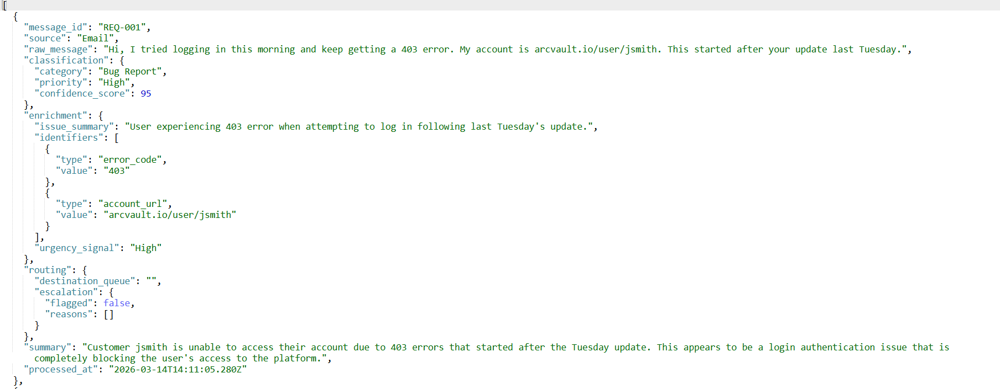 [
{
"message_id": "REQ-001",
"source": "Email",
"raw_message": "Hi, I tried logging in this morning and keep getting a 403 error. My account is arcvault.io/user/jsmith. This started after your update last Tuesday.",
"classification": {
"category": "Bug Report",
"priority": "High",
"confidence_score": 95
},
"enrichment": {
"issue_summary": "User experiencing 403 error when attempting to log in following last Tuesday's update.",
"identifiers": [
{
"type": "error_code",
"value": "403"
},
{
"type": "account_url",
"value": "arcvault.io/user/jsmith"
}
],
"urgency_signal": "High"
},
"routing": {
"destination_queue": "",
"escalation": {
"flagged": false,
"reasons": []
}
},
"summary": "Customer jsmith is unable to access their account due to 403 errors that started after the Tuesday update. This appears to be a login authentication issue that is
completely blocking the user's access to the platform.",
"processed_at": "2026-03-14T14:11:05.280Z"
},